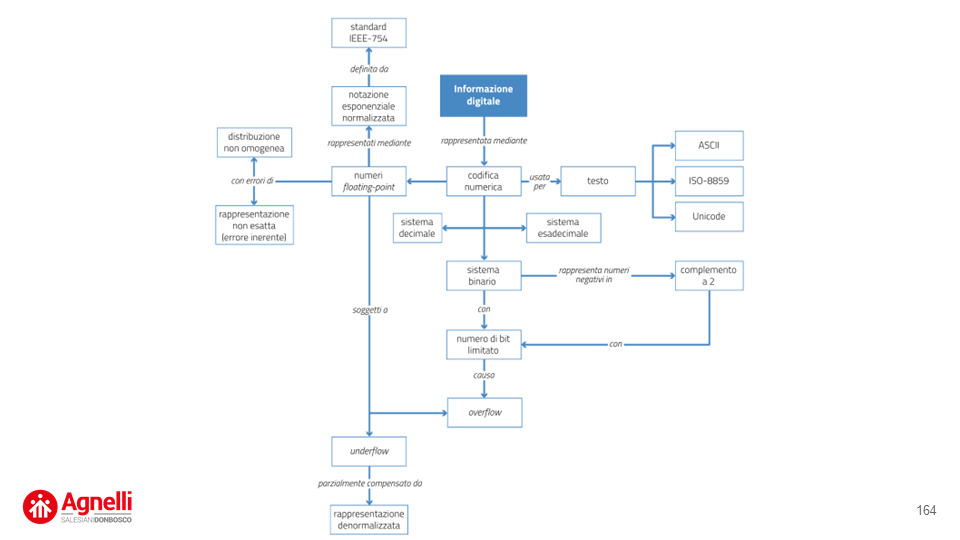 standard
IEEE-754
definita da
notazione
esponenziale
normalizzata
Informazione
digitale
distribuzione
non omogenea
rappresentati mediante
rappresentata mediante
ASCII
con errori di
numeri
floating-point
codifica
numerica
usata
per
testo
ISO-8859
rappresentazione
non esatta
(errore inerente)
sistema
decimale
sistema
esadecimale
Unicode
sistema
binario
rappresenta numeri
negativi in
complemento
a 2
soggetti a
con
numero di bit
limitato
con
causa
overflow
underflow
parzialmente compensato da
rappresentazione
denormalizzata
Agnelli
SALESIANIDONBOSCO
164